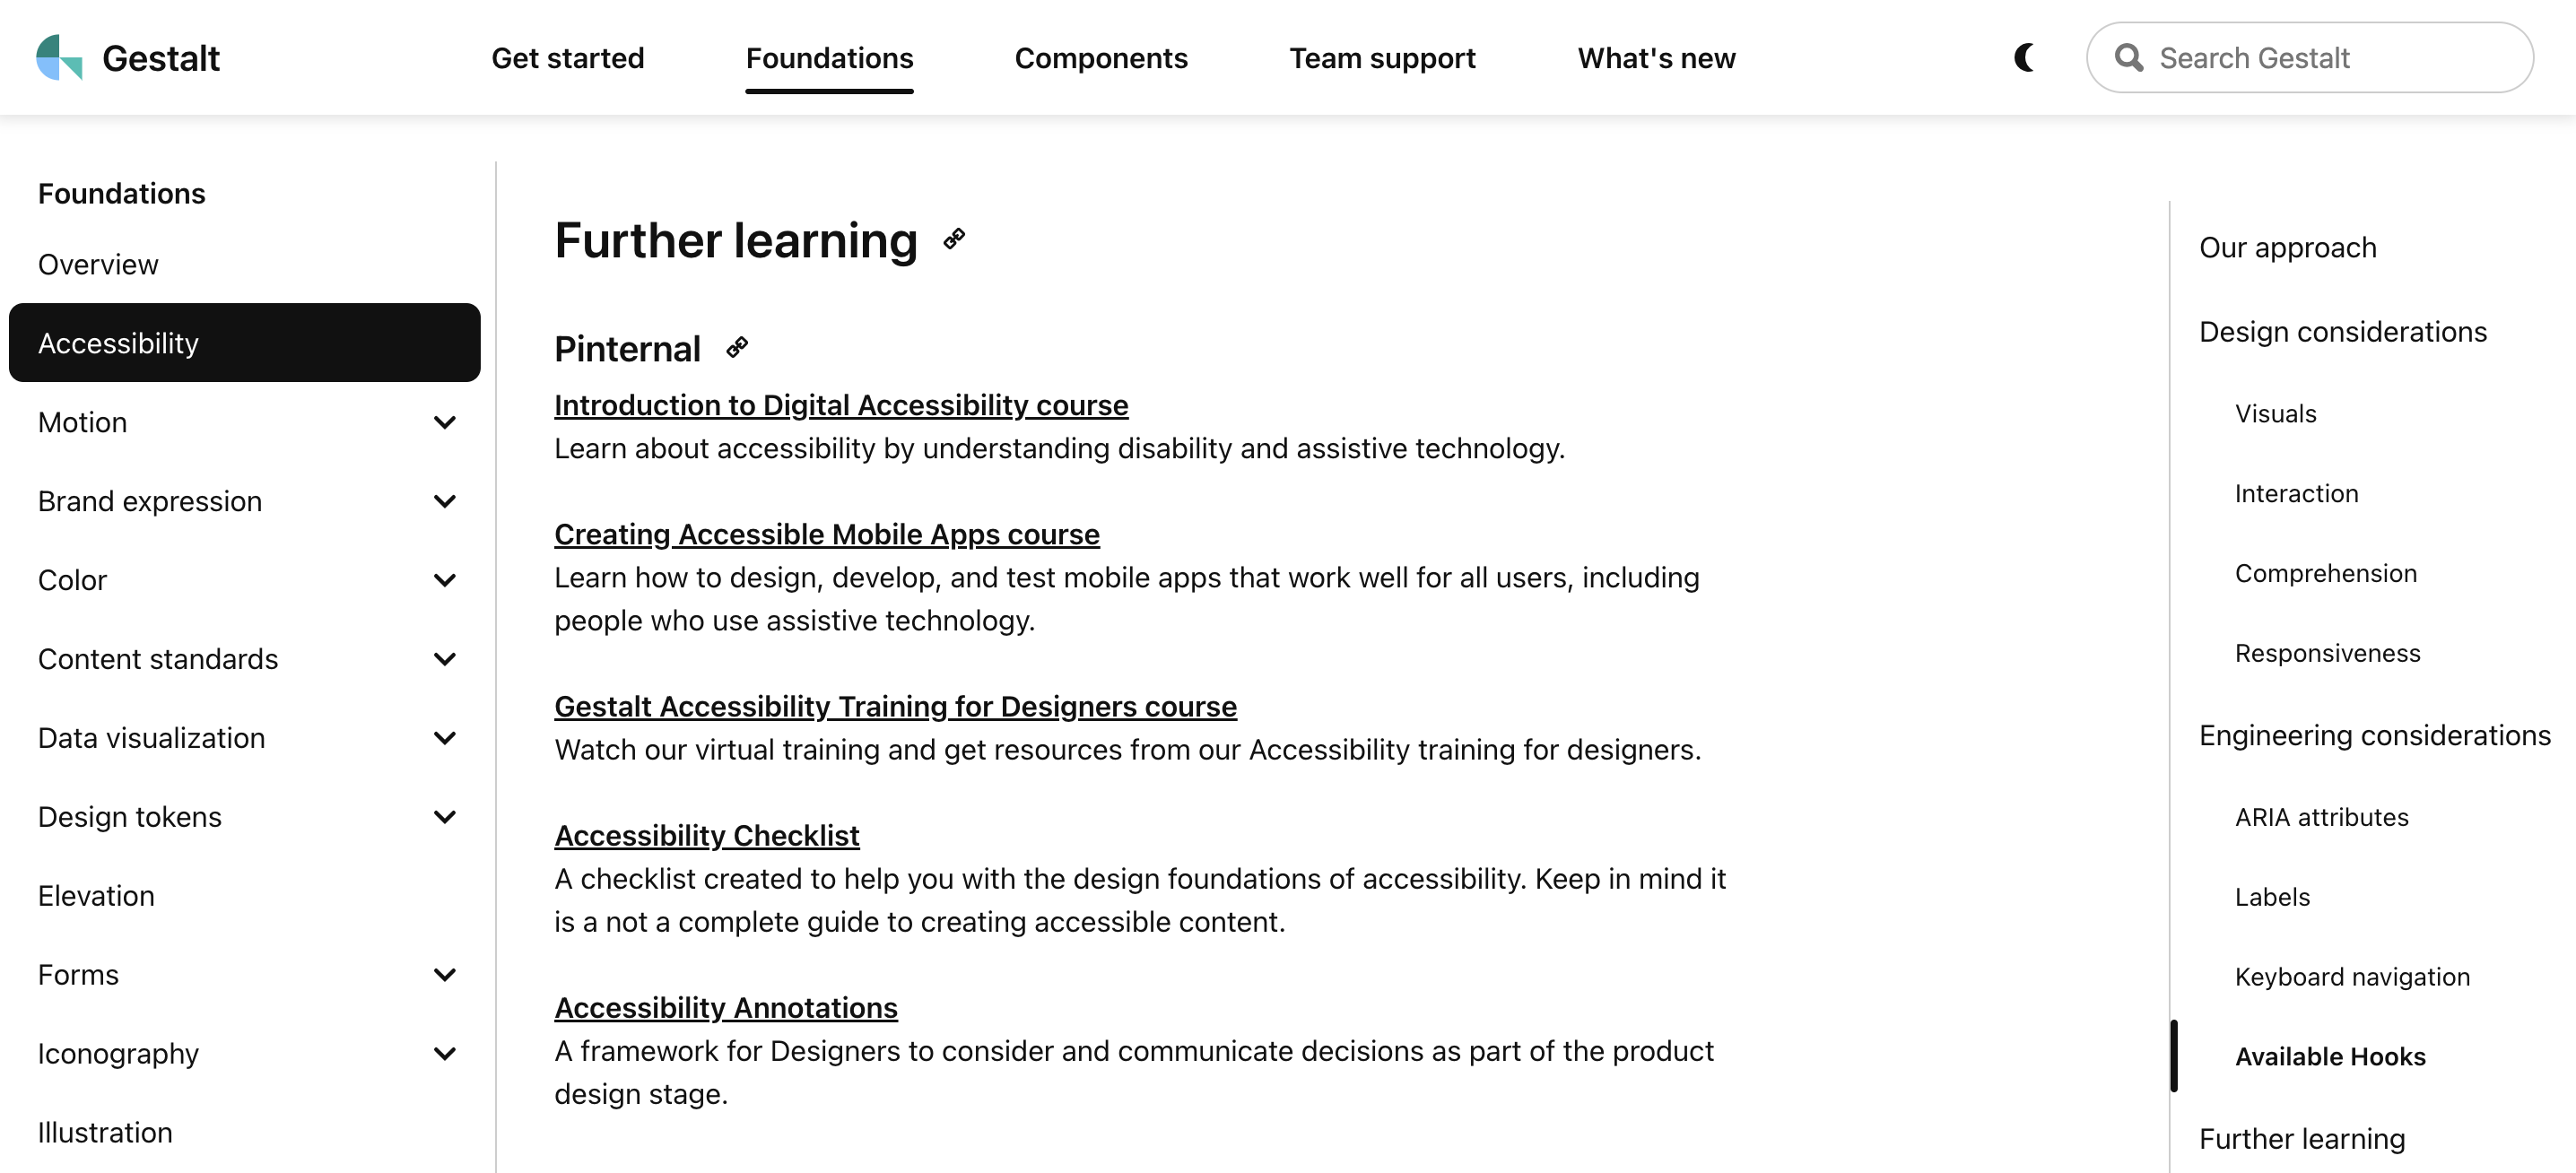 Gestalt
Get started
Foundations
Components
Team support
What's new
Search Gestalt
Foundations
Overview
Accessibility
Motion
Brand expression
Color
Content standards
Data visualization
Design tokens
Elevation
Forms
Iconography
Illustration
Further learning
Pinternal
Introduction to Digital Accessibility course
Learn about accessibility by understanding disability and assistive technology.
Creating Accessible Mobile Apps course
Learn how to design, develop, and test mobile apps that work well for all users, including
people who use assistive technology.
Gestalt Accessibility Training for Designers course
Watch our virtual training and get resources from our Accessibility training for designers.
Accessibility Checklist
A checklist created to help you with the design foundations of accessibility. Keep in mind it
is a not a complete guide to creating accessible content.
Accessibility Annotations
A framework for Designers to consider and communicate decisions as part of the product
design stage.
Our approach
Design considerations
Visuals
Interaction
Comprehension
Responsiveness
Engineering considerations
ARIA attributes
Labels
Keyboard navigation
Available Hooks
Further learning